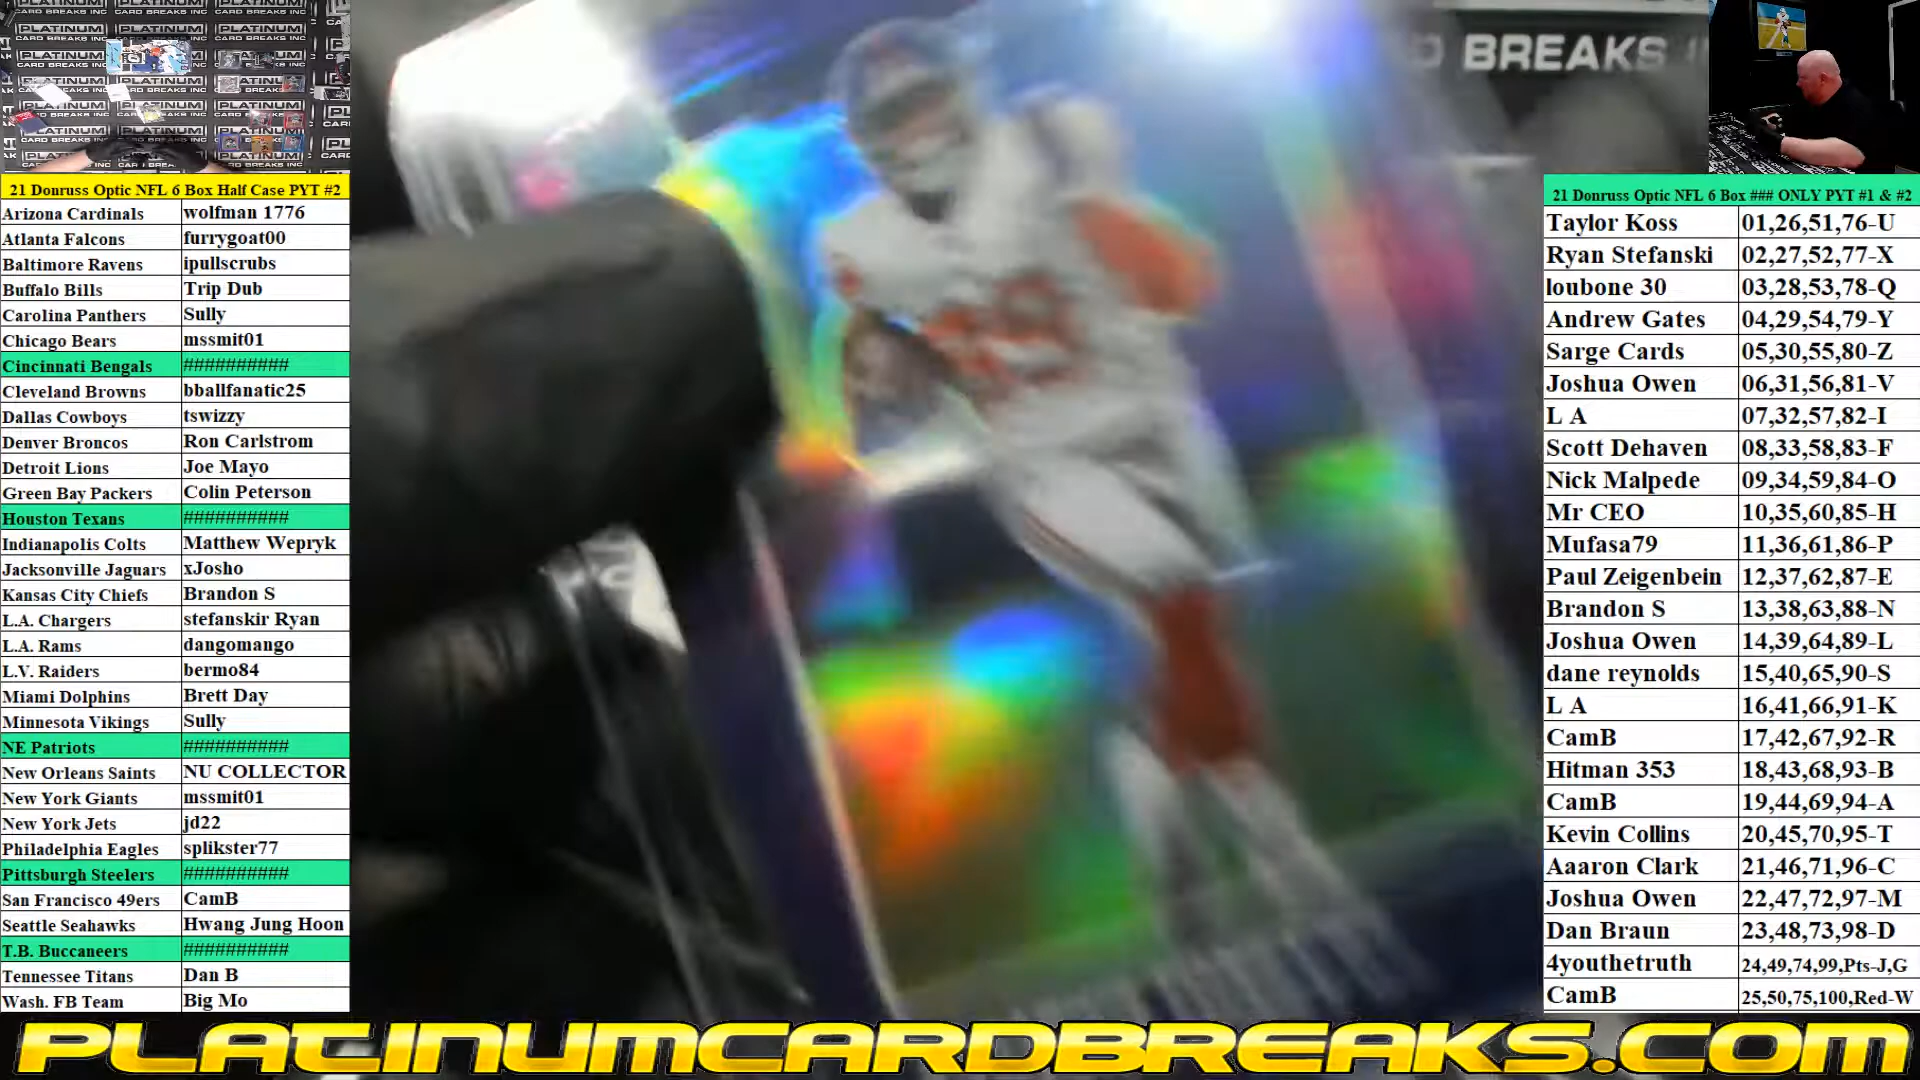 D BREAKS I
21 Donruss Optic NFL 6 Box Half Case PYT #2
Arizona Cardinals wolfman 1776
Atlanta Falcons furrygoat00
Baltimore Ravens ipullscrubs
Buffalo Bills Trip Dub
Carolina Panthers Sully
Chicago Bears mssmit01
Cincinnati Bengals ##########
Cleveland Browns bballfanatic25
Dallas Cowboys tswizzy
Denver Broncos Ron Carlstrom
Detroit Lions Joe Mayo
Green Bay Packers Colin Peterson
Houston Texans ##########
Indianapolis Colts Matthew Wepryk
Jacksonville Jaguars xJosho
Kansas City Chiefs Brandon S
L.A. Chargers stefanskir Ryan
L.A. Rams dangomango
L.V. Raiders bermo84
Miami Dolphins Brett Day
Minnesota Vikings Sully
NE Patriots ##########
New Orleans Saints NU COLLECTOR
New York Giants mssmit01
New York Jets jd22
Philadelphia Eagles splikster77
Pittsburgh Steelers ##########
San Francisco 49ers CamB
Seattle Seahawks Hwang Jung Hoon
T.B. Buccaneers ##########
Tennessee Titans Dan B
Wash. FB Team Big Mo
21 Donruss Optic NFL 6 Box ### ONLY PYT #1 & #2
Taylor Koss 01,26,51,76-U
Ryan Stefanski 02,27,52,77-X
loubone 30 03,28,53,78-Q
Andrew Gates 04,29,54,79-Y
Sarge Cards 05,30,55,80-Z
Joshua Owen 06,31,56,81-V
L A 07,32,57,82-I
Scott Dehaven 08,33,58,83-F
Nick Malpede 09,34,59,84-O
Mr CEO 10,35,60,85-H
Mufasa79 11,36,61,86-P
Paul Zeigenbein 12,37,62,87-E
Brandon S 13,38,63,88-N
Joshua Owen 14,39,64,89-L
dane reynolds 15,40,65,90-S
L A 16,41,66,91-K
CamB 17,42,67,92-R
Hitman 353 18,43,68,93-B
CamB 19,44,69,94-A
Kevin Collins 20,45,70,95-T
Aaaron Clark 21,46,71,96-C
Joshua Owen 22,47,72,97-M
Dan Braun 23,48,73,98-D
4youthetruth 24,49,74,99,Pts-J,G
CamB 25,50,75,100,Red-W
PLATINUMCARDBREAKS.COM